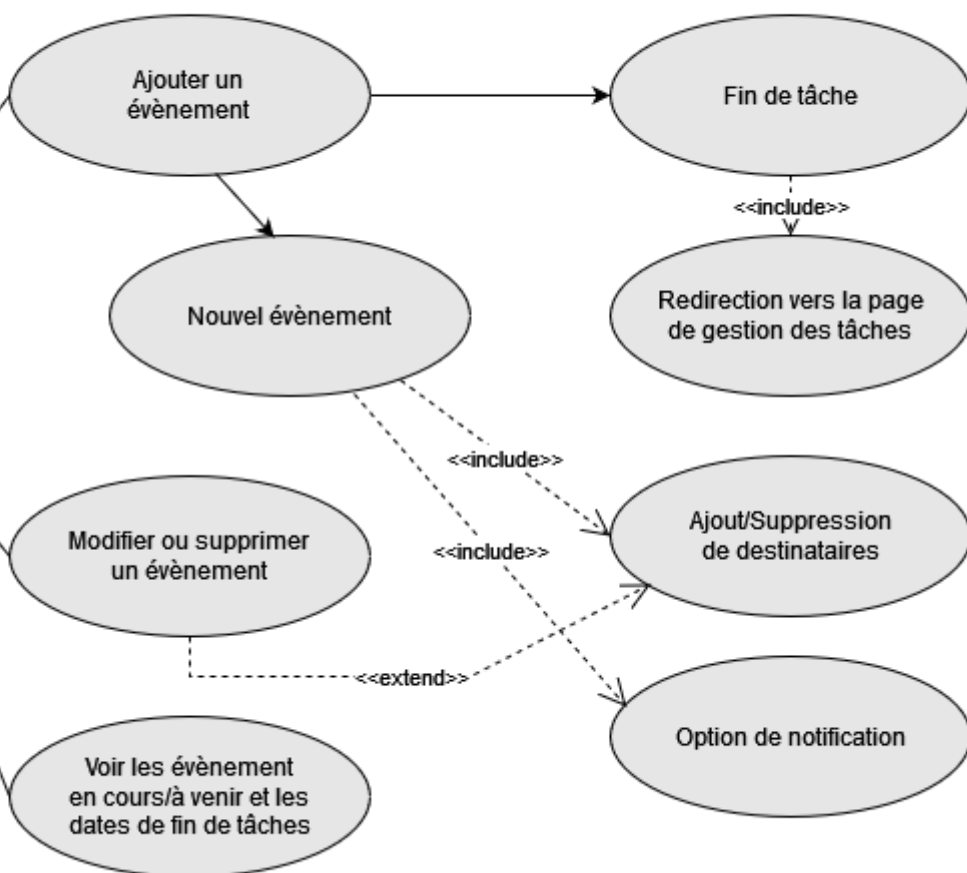 Ajouter un
évènement
Fin de tâche
<<include>>
Nouvel évènement
Redirection vers la page
de gestion des tâches
<<include>>
<<include>>
Modifier ou supprimer
un évènement
Ajout/Suppression
de destinataires
<<extend>>
Option de notification
Voir les évènement
en cours/à venir et les
dates de fin de tâches